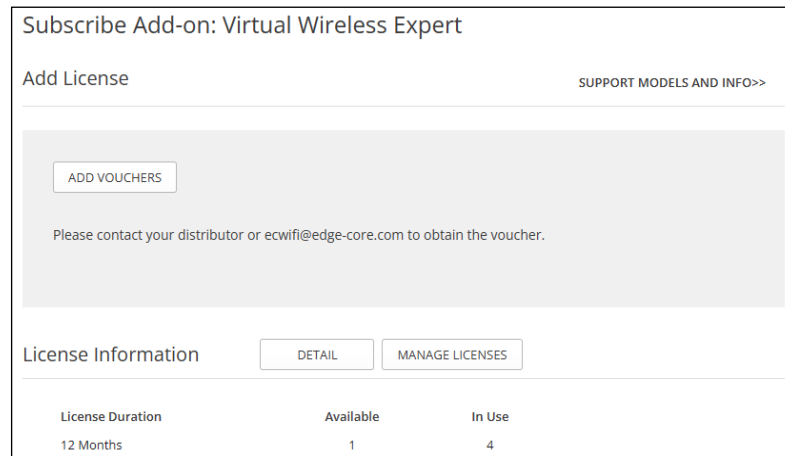 Subscribe Add-on: Virtual Wireless Expert
Add License
SUPPORT MODELS AND INFO>>
ADD VOUCHERS
Please contact your distributor or ecwifi@edge-core.com to obtain the voucher.
License Information
DETAIL
MANAGE LICENSES
License Duration Available In Use
12 Months 1 4